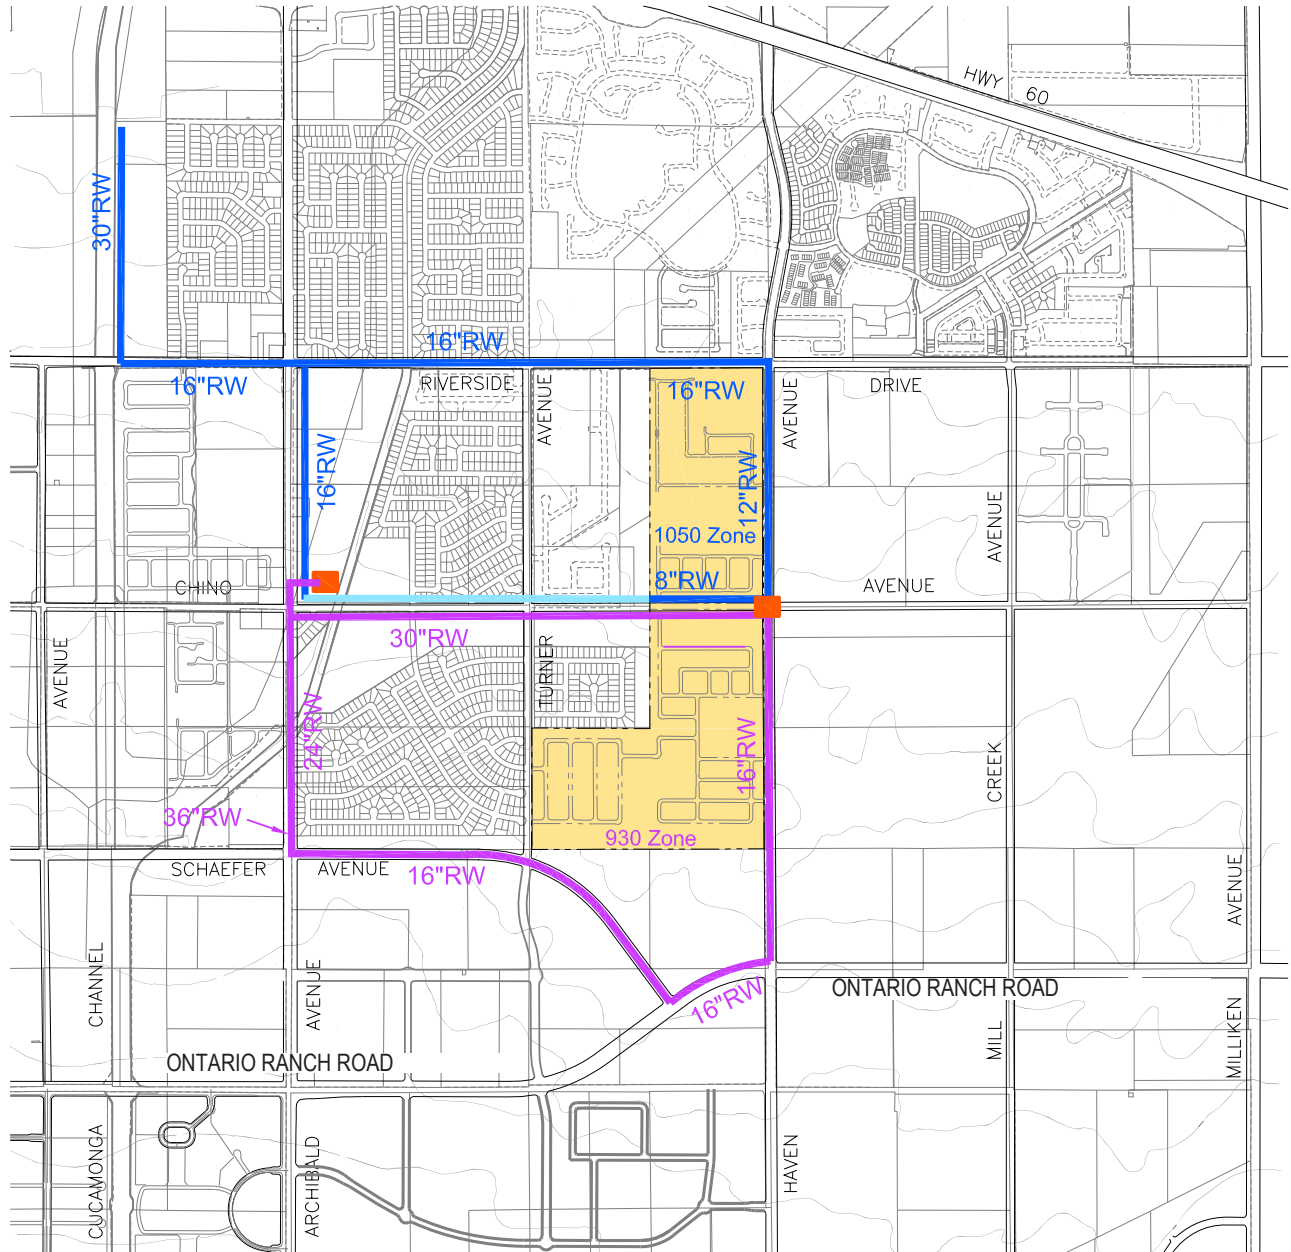 HWY 60
30"RW
16"RW
16"RW
RIVERSIDE
AVENUE
16"RW
AVENUE
DRIVE
16"RW
12"RW
AVENUE
1050 Zone
CHINO
8"RW
AVENUE
AVENUE
30"RW
TURNER
24"RW
16"RW
CREEK
36"RW
930 Zone
SCHAEFER
AVENUE
16"RW
AVENUE
CHANNEL
AVENUE
16"RW
ONTARIO RANCH ROAD
MILL
MILLIKEN
ONTARIO RANCH ROAD
CUCAMONGA
ARCHIBALD
HAVEN